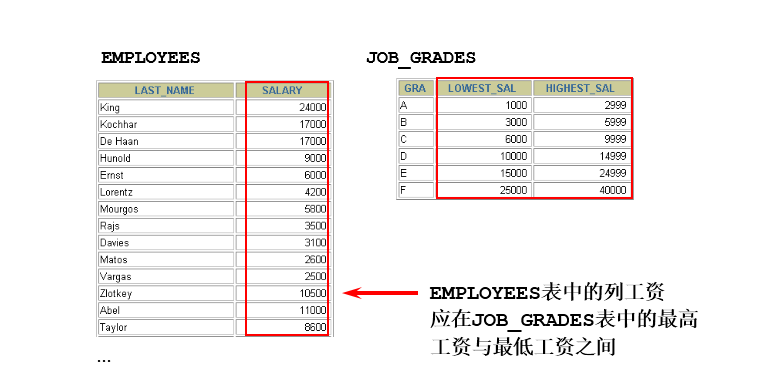 EMPLOYEES
LAST_NAME SALARY
King 24000
Kochhar 17000
De Haan 17000
Hunold 9000
Ernst 6000
Lorentz 4200
Mourgos 5800
Rajs 3500
Davies 3100
Matos 2600
Vargas 2500
Zlotkey 10500
Abel 11000
Taylor 8600
...
JOB_GRADES
GRA LOWEST_SAL HIGHEST_SAL
A 1000 2999
B 3000 5999
C 6000 9999
D 10000 14999
E 15000 24999
F 25000 40000
EMPLOYEES表中的列工资
应在JOB_GRADES表中的最高
工资与最低工资之间